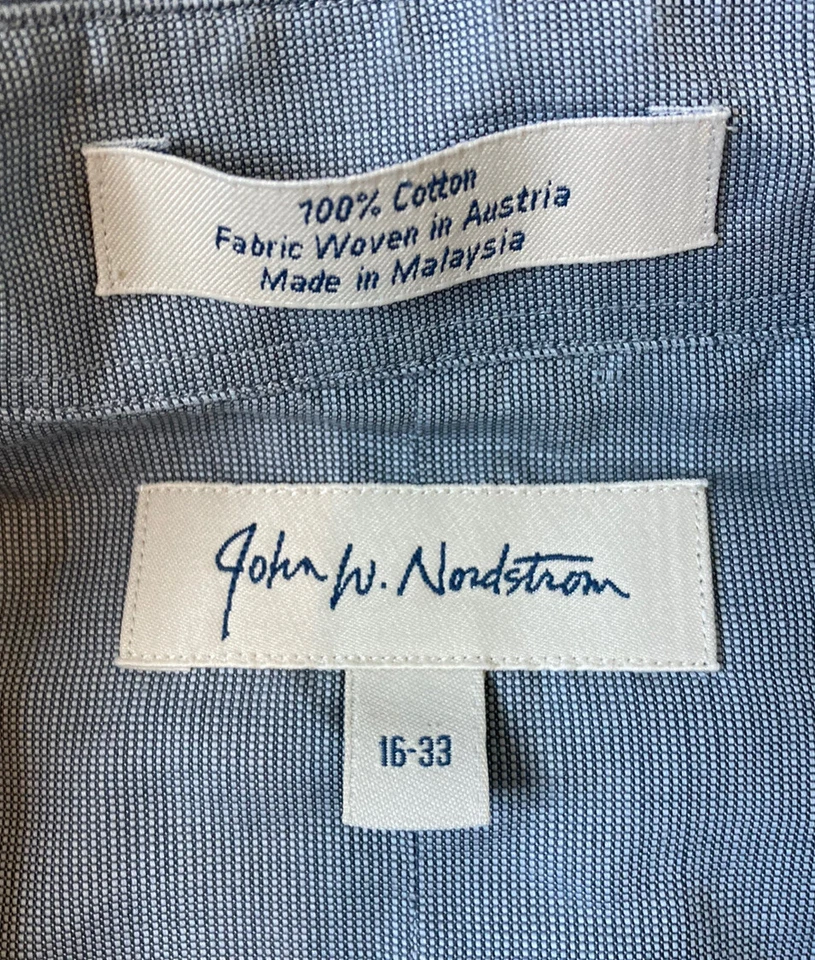 100% Cotton
Fabric Woven in Austria
Made in Malaysia
John W. Nordstrom
16-33